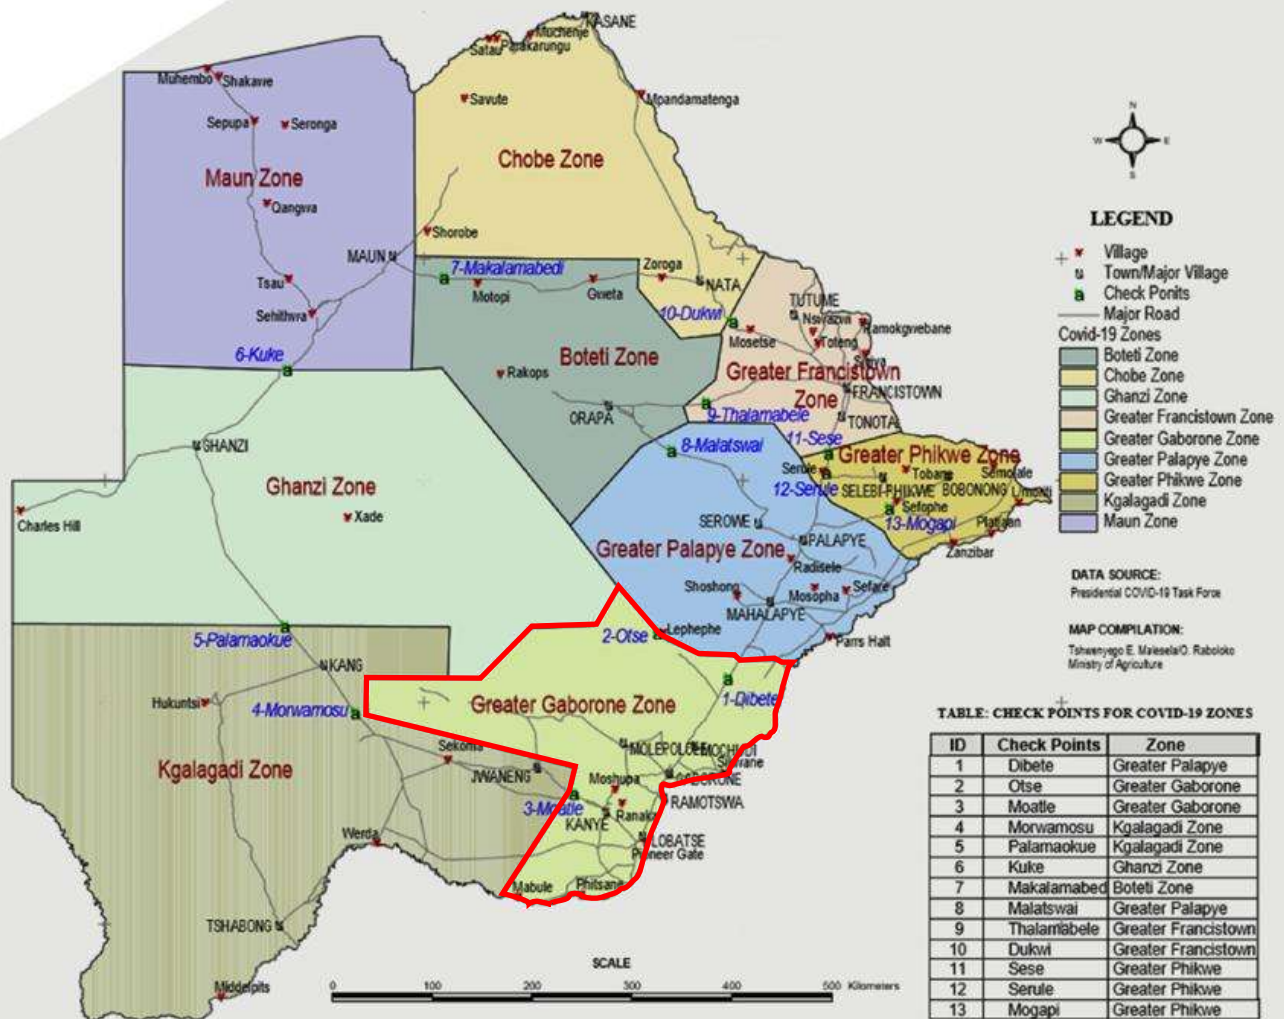 KASANE
Muchenje
Satau
Parakarungu
Muhembo
Shakawe
Savute
Mpandamatenga
Sepupa
Seronga
Chobe Zone
Maun Zone
Qangwa
Shorobe
MAUN
7-Makalamabedi
Zoroga
Tsau
Motopi
Gweta
NATA
Sehithwa
10-Dukwi
TUTUME
Ramokgwebane
Mosetse
Toteng
6-Kuke
Boteti Zone
Rakops
Greater Francistown
Zone
FRANCISTOWN
ORAPA
9-Thalamabele
TONOTA
GHANZI
8-Malatswai
11-Sese
Greater Phikwe Zone
Serule
Semolale
12-Serule
SELEBI-PHIKWE
BOBONONG
Ghanzi Zone
Xade
Charles Hill
Sefophe
13-Mogapi
SEROWE
PALAPYE
Zanzibar
Greater Palapye Zone
Radisele
Shoshong
Mosopha
Sefare
MAHALAPYE
5-Palamaokue
2-Otse
Lephephe
Parrs Halt
KANG
Hukuntsi
4-Morwamosu
Greater Gaborone Zone
1-Dibete
Sekoma
MOLEPOLOLE
Kgalagadi Zone
JWANENG
Moshupa
RAMOTSWA
3-Moatle
KANYE
Werda
LOBATSE
Pioneer Gate
Mabule
Phitsane
TSHABONG
Middelpits
SCALE
0 100 200 300 400 500 Kilometers
N
W E
S
LEGEND
Village
Town/Major Village
Check Ponits
Major Road
Covid-19 Zones
Boteti Zone
Chobe Zone
Ghanzi Zone
Greater Francistown Zone
Greater Gaborone Zone
Greater Palapye Zone
Greater Phikwe Zone
Kgalagadi Zone
Maun Zone
DATA SOURCE:
Presidential COVID-19 Task Force
MAP COMPILATION:
Tshwenyego E. Malesela/O. Raboloko
Ministry of Agriculture
TABLE: CHECK POINTS FOR COVID-19 ZONES
ID Check Points Zone
1 Dibete Greater Palapye
2 Otse Greater Gaborone
3 Moatle Greater Gaborone
4 Morwamosu Kgalagadi Zone
5 Palamaokue Kgalagadi Zone
6 Kuke Ghanzi Zone
7 Makalamabed Boteti Zone
8 Malatswai Greater Palapye
9 Thalamabele Greater Francistown
10 Dukwi Greater Francistown
11 Sese Greater Phikwe
12 Serule Greater Phikwe
13 Mogapi Greater Phikwe